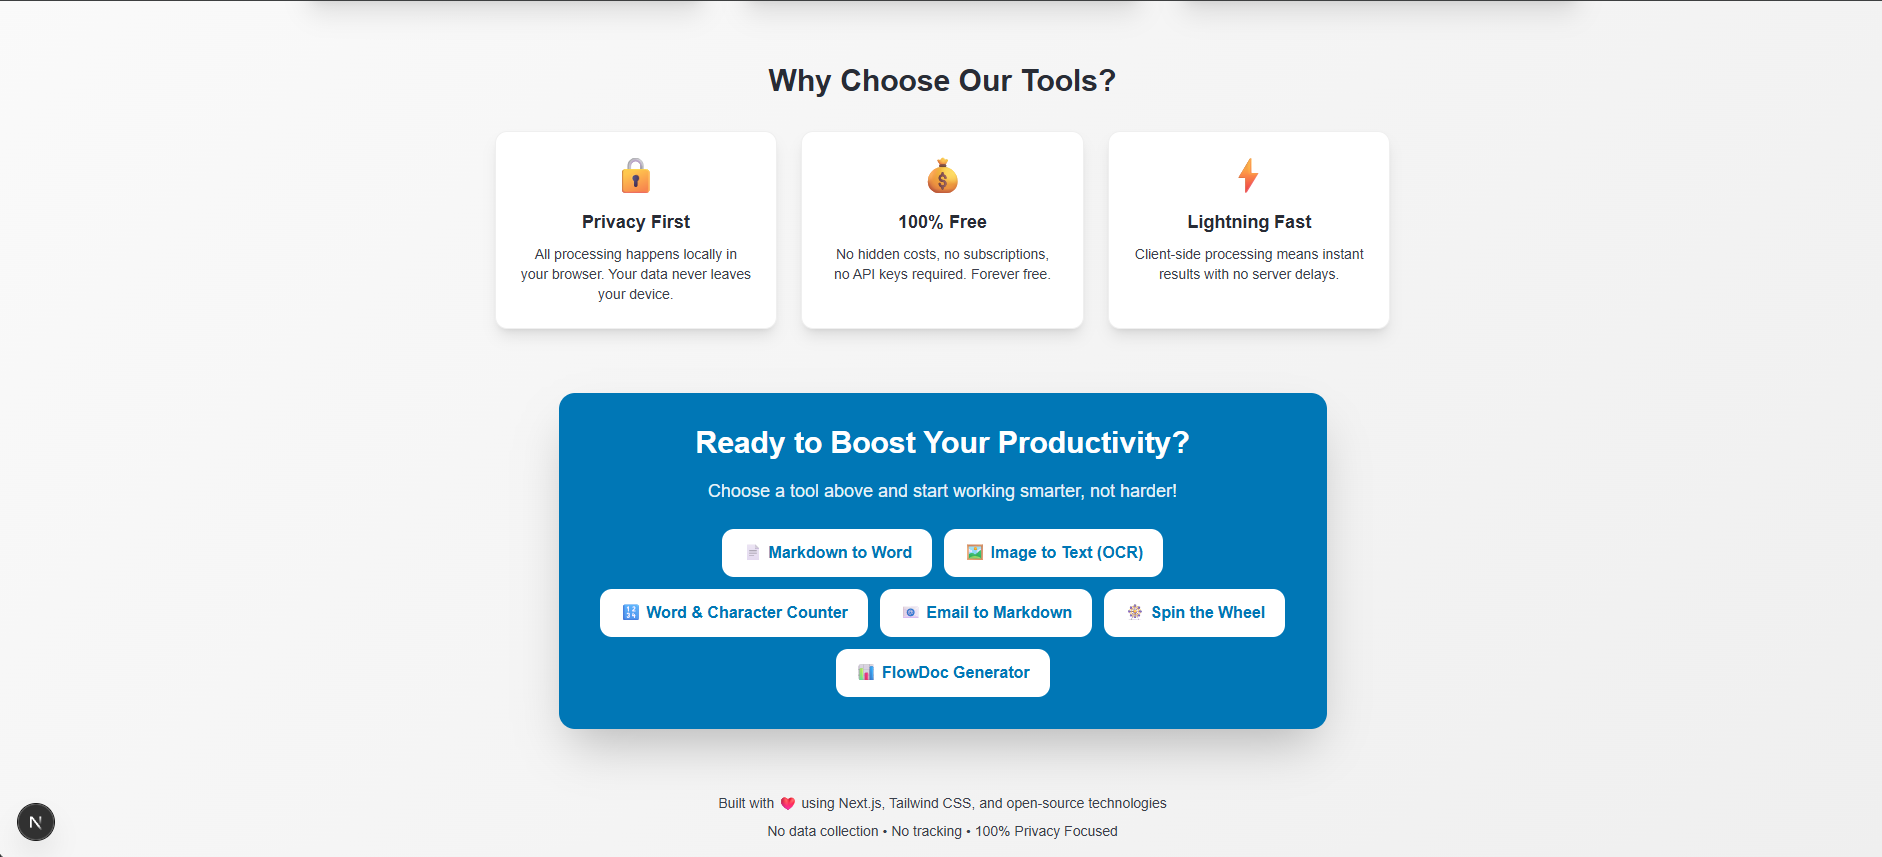 Why Choose Our Tools?
Privacy First
All processing happens locally in
your browser. Your data never leaves
your device.
100% Free
No hidden costs, no subscriptions,
no API keys required. Forever free.
Lightning Fast
Client-side processing means instant
results with no server delays.
Ready to Boost Your Productivity?
Choose a tool above and start working smarter, not harder!
Markdown to Word
Image to Text (OCR)
Word & Character Counter
Email to Markdown
Spin the Wheel
FlowDoc Generator
Built with ❤️ using Next.js, Tailwind CSS, and open-source technologies
No data collection • No tracking • 100% Privacy Focused
N